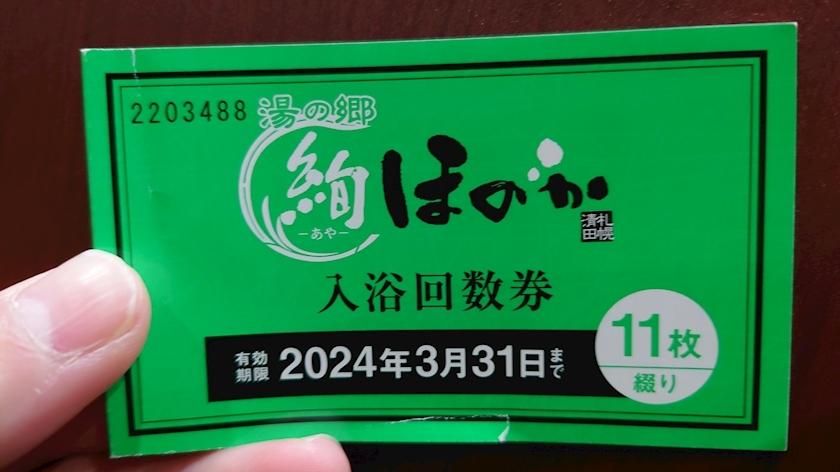 2203488
湯の郷
絢
－あや－
ほのか
札幌
清田
入浴回数券
有効期限 2024年3月31日まで
11枚
綴り